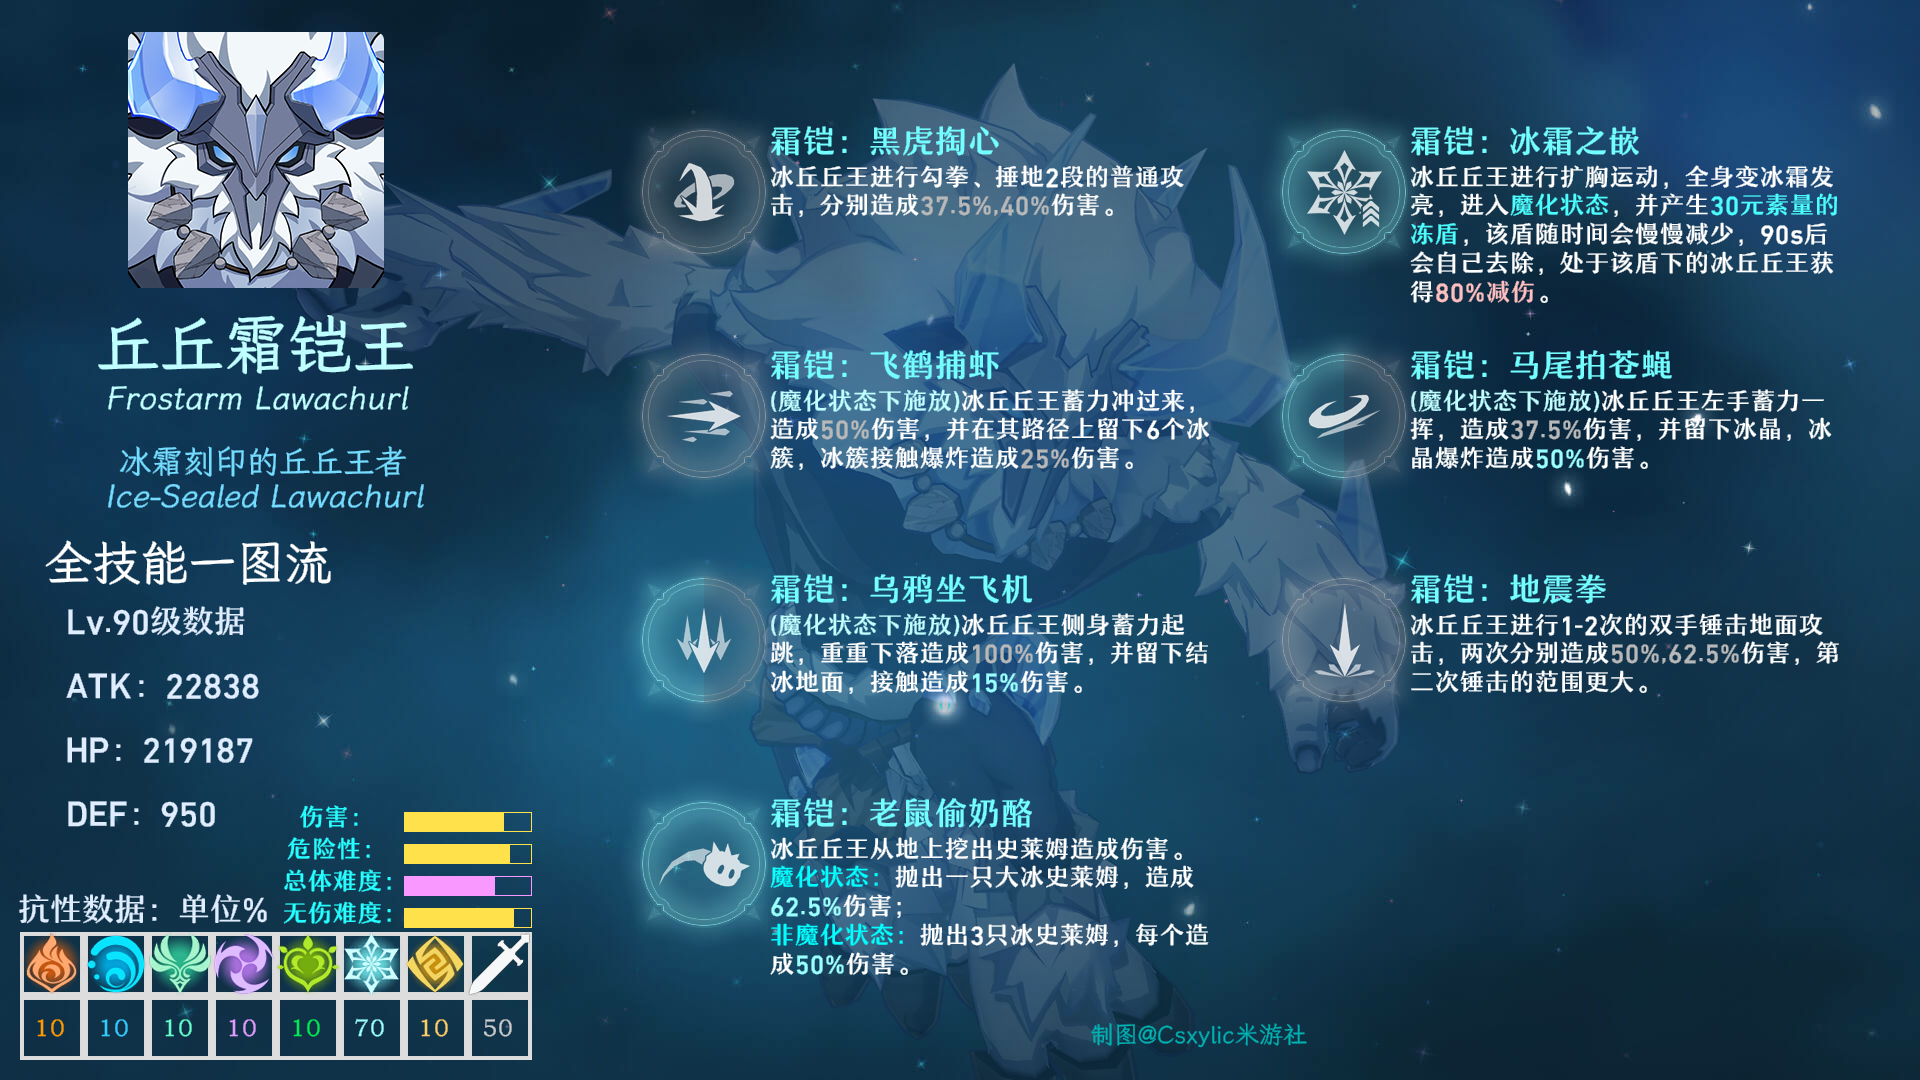 丘丘霜铠王
Frostarm Lawachurl
冰霜刻印的丘丘王者
Ice-Sealed Lawachurl
全技能一图流
Lv.90级数据
ATK：22838
HP：219187
DEF：950
伤害：
危险性：
总体难度：
无伤难度：
抗性数据：单位%
10 10 10 10 10 70 10 50
霜铠：黑虎掏心
冰丘丘王进行勾拳、捶地2段的普通攻
击，分别造成37.5%,40%伤害。
霜铠：飞鹤捕虾
(魔化状态下施放)冰丘丘王蓄力冲过来，
造成50%伤害，并在其路径上留下6个冰
簇，冰簇接触爆炸造成25%伤害。
霜铠：乌鸦坐飞机
(魔化状态下施放)冰丘丘王侧身蓄力起
跳，重重下落造成100%伤害，并留下结
冰地面，接触造成15%伤害。
霜铠：老鼠偷奶酪
冰丘丘王从地上挖出史莱姆造成伤害。
魔化状态：抛出一只大冰史莱姆，造成
62.5%伤害；
非魔化状态：抛出3只冰史莱姆，每个造
成50%伤害。
霜铠：冰霜之嵌
冰丘丘王进行扩胸运动，全身变冰霜发
亮，进入魔化状态，并产生30元素量的
冻盾，该盾随时间会慢慢减少，90s后
会自己去除，处于该盾下的冰丘丘王获
得80%减伤。
霜铠：马尾拍苍蝇
(魔化状态下施放)冰丘丘王左手蓄力一
挥，造成37.5%伤害，并留下冰晶，冰
晶爆炸造成50%伤害。
霜铠：地震拳
冰丘丘王进行1-2次的双手锤击地面攻
击，两次分别造成50%,62.5%伤害，第
二次锤击的范围更大。
制图@Csxylic米游社